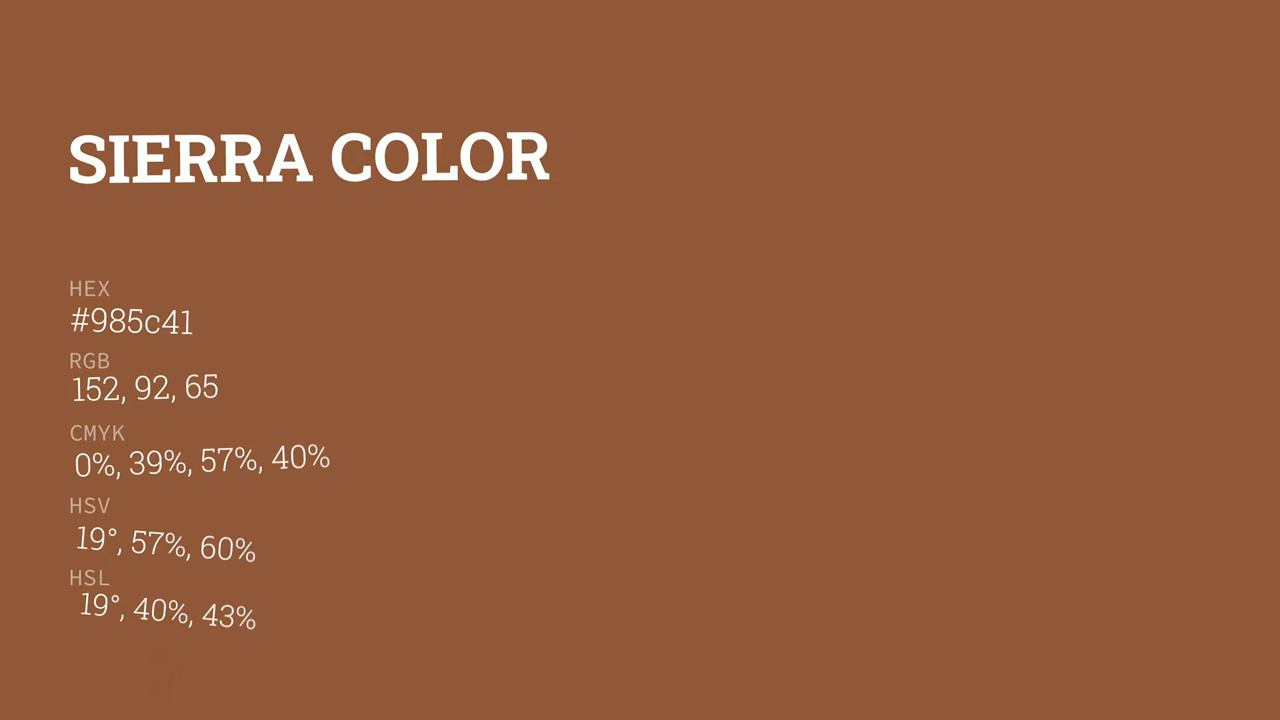 SIERRA COLOR
HEX
#985c41
RGB
152, 92, 65
CMYK
0%, 39%, 57%, 40%
HSV
19°, 57%, 60%
HSL
19°, 40%, 43%